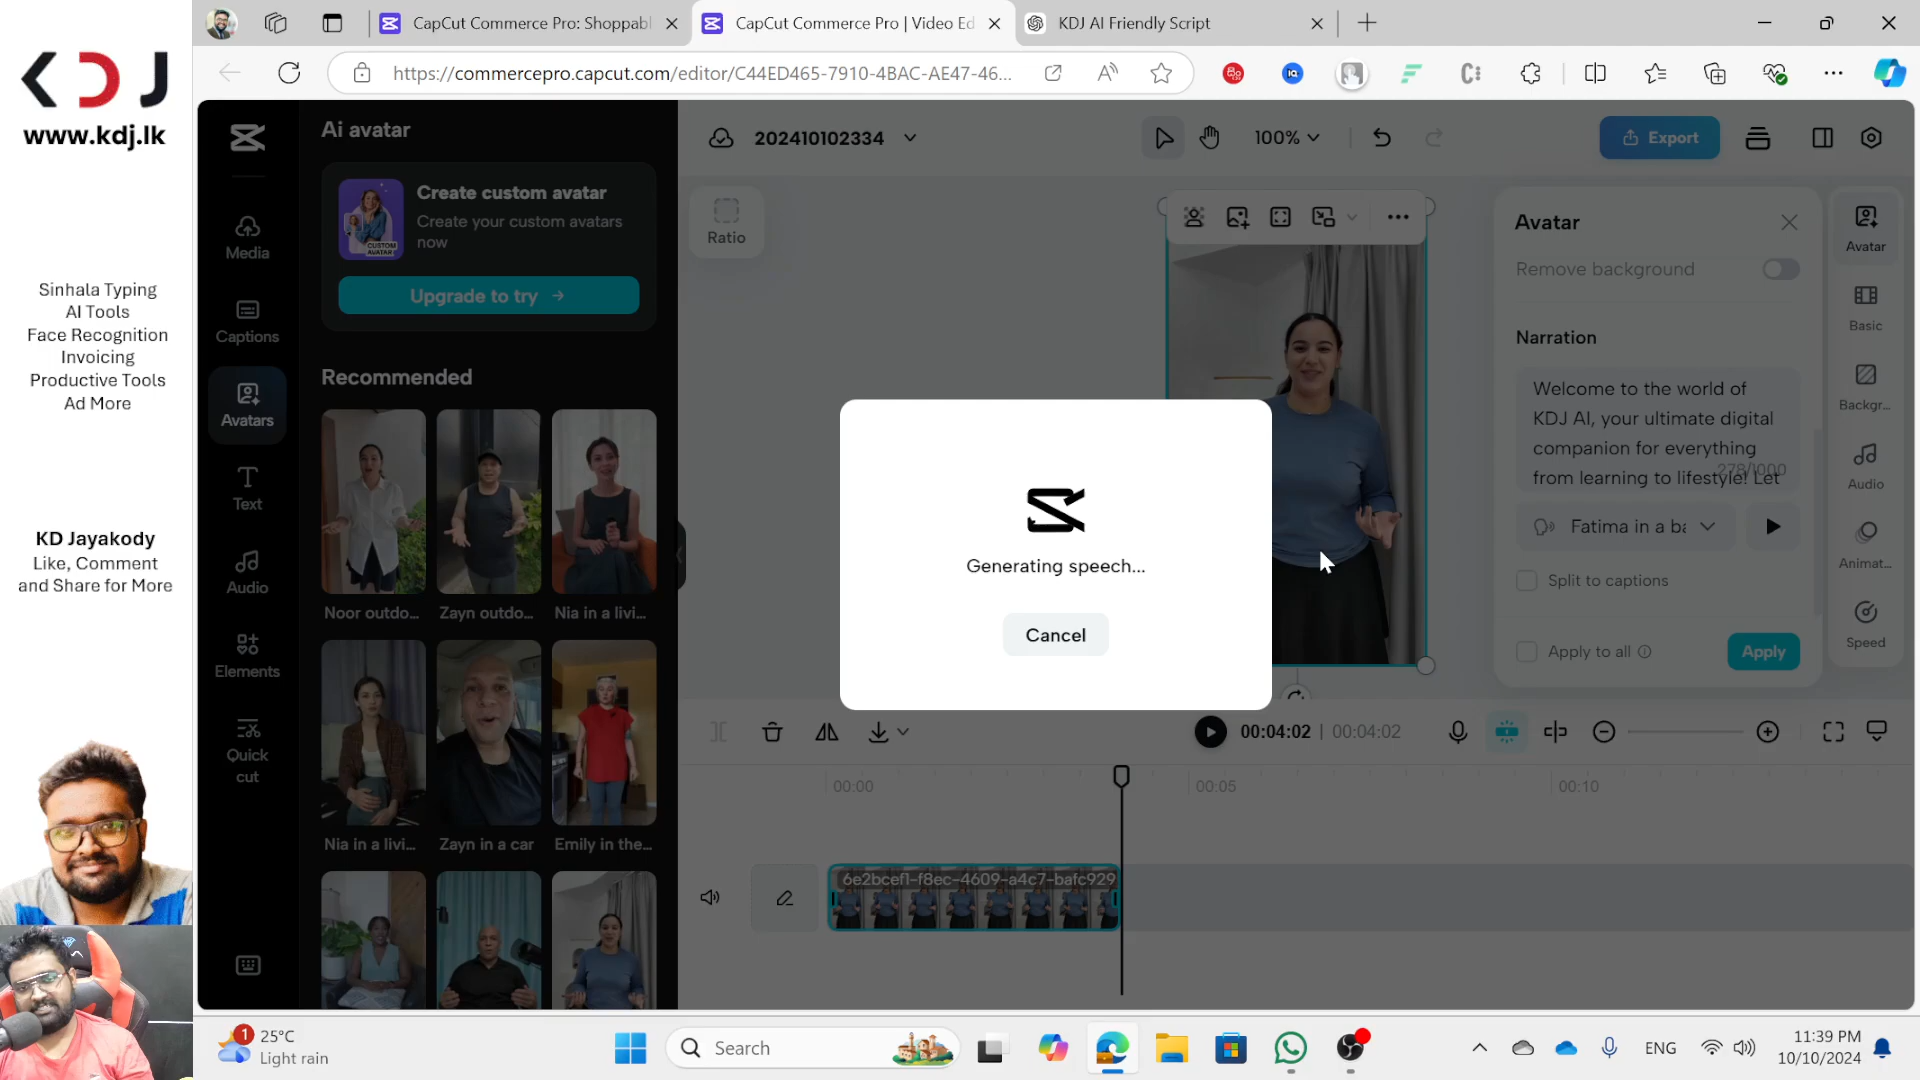 KDJ
www.kdj.lk
Sinhala Typing
AI Tools
Face Recognition
Invoicing
Productive Tools
Ad More
KD Jayakody
Like, Comment
and Share for More
CapCut Commerce Pro: Shoppabl
CapCut Commerce Pro | Video Ed
KDJ AI Friendly Script
https://commercepro.capcut.com/editor/C44ED465-7910-4BAC-AE47-46...
Media
Captions
Avatars
Text
Audio
Elements
Quick
cut
Ai avatar
Create custom avatar
Create your custom avatars
now
CUSTOM
AVATAR
Upgrade to try →
Recommended
Noor outdo...
Zayn outdo...
Nia in a livi...
Nia in a livi...
Zayn in a car
Emily in the...
202410102334
100%
Export
Ratio
Generating speech...
Cancel
Avatar
Remove background
Narration
Welcome to the world of
KDJ AI, your ultimate digital
companion for everything
from learning to lifestyle! Let
278/1000
Fatima in a ba
Split to captions
Apply to all
Apply
Avatar
Basic
Backgr...
Audio
Animat...
Speed
00:04:02 | 00:04:02
00:00
00:05
00:10
6e2bcef1-f8ec-4609-a4c7-bafc929
1
25°C
Light rain
Search
ENG
11:39 PM
10/10/2024